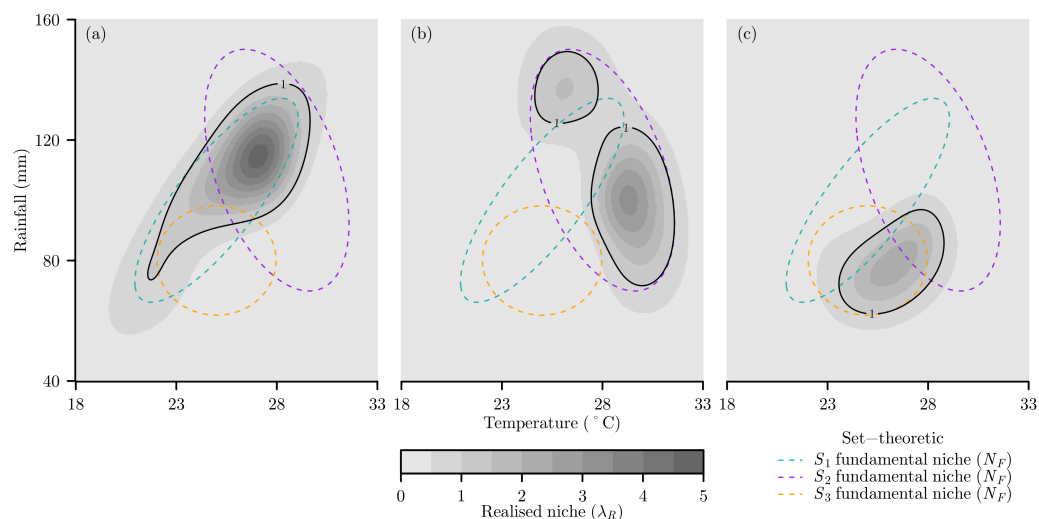 160
120
80
40
Rainfall (mm)
(a)
1
(b)
1
1
(c)
1
18
23
28
33
18
23
28
33
18
23
28
33
Temperature (°C)
0
1
2
3
4
5
Realised niche (λR)
Set−theoretic
S1 fundamental niche (NF)
S2 fundamental niche (NF)
S3 fundamental niche (NF)